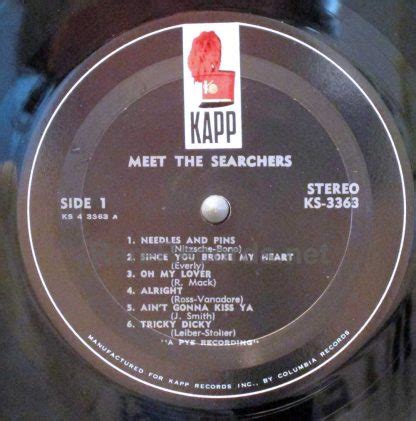 KAPP
MEET THE SEARCHERS
SIDE 1
KS 4 3363 A
STEREO
KS-3363
1. NEEDLES AND PINS
(Nitzsche-Bono)
2. SINCE YOU BROKE MY HEART
(Everly)
3. OH MY LOVER
(R. Mack)
4. ALRIGHT
(Ross-Vanadore)
5. AIN'T GONNA KISS YA
(J. Smith)
6. TRICKY DICKY
(Leiber-Stoller)
"A PYE RECORDING"
MANUFACTURED FOR KAPP RECORDS INC., BY COLUMBIA RECORDS